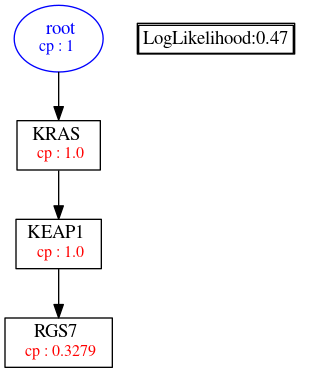 root
cp : 1
LogLikelihood:0.47
KRAS
cp : 1.0
KEAP1
cp : 1.0
RGS7
cp : 0.3279